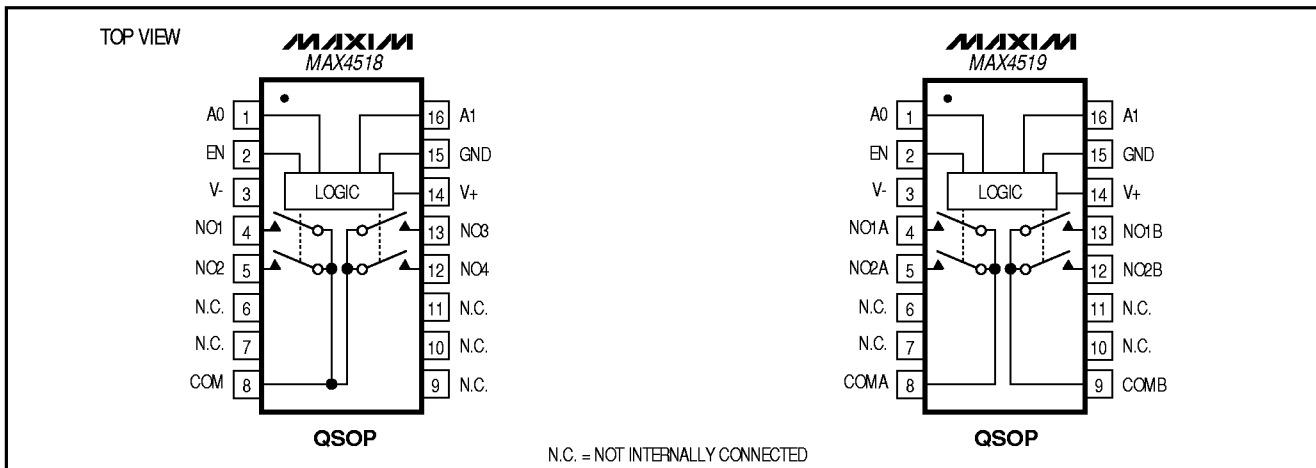 TOP VIEW
MAXIM
MAX4518
A0 1
EN 2
V- 3
NO1 4
NO2 5
N.C. 6
N.C. 7
COM 8
LOGIC
16 A1
15 GND
14 V+
13 NO3
12 NO4
11 N.C.
10 N.C.
9 N.C.
QSOP
MAXIM
MAX4519
A0 1
EN 2
V- 3
NO1A 4
NO2A 5
N.C. 6
N.C. 7
COMA 8
LOGIC
16 A1
15 GND
14 V+
13 NO1B
12 NO2B
11 N.C.
10 N.C.
9 COMB
QSOP
N.C. = NOT INTERNALLY CONNECTED